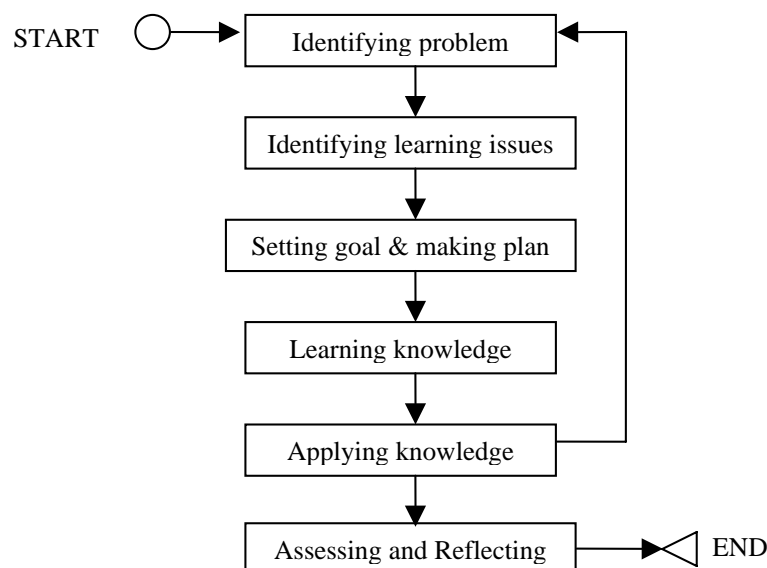 START
Identifying problem
Identifying learning issues
Setting goal & making plan
Learning knowledge
Applying knowledge
Assessing and Reflecting
END